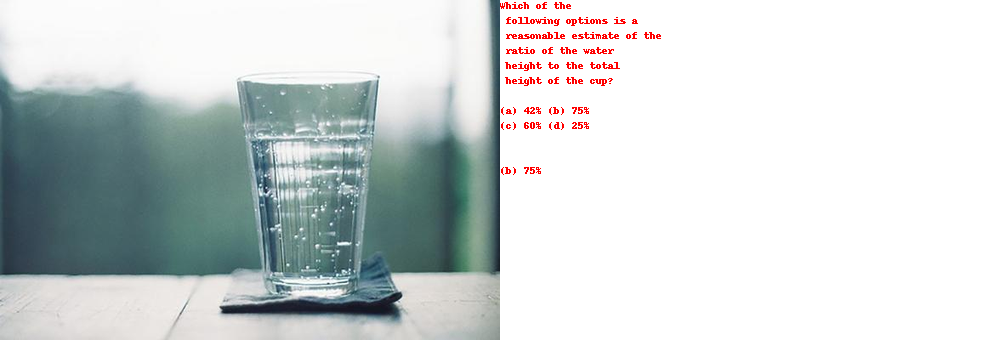 Which of the
following options is a
reasonable estimate of the
ratio of the water
height to the total
height of the cup?
(a) 42% (b) 75%
(c) 60% (d) 25%
(b) 75%